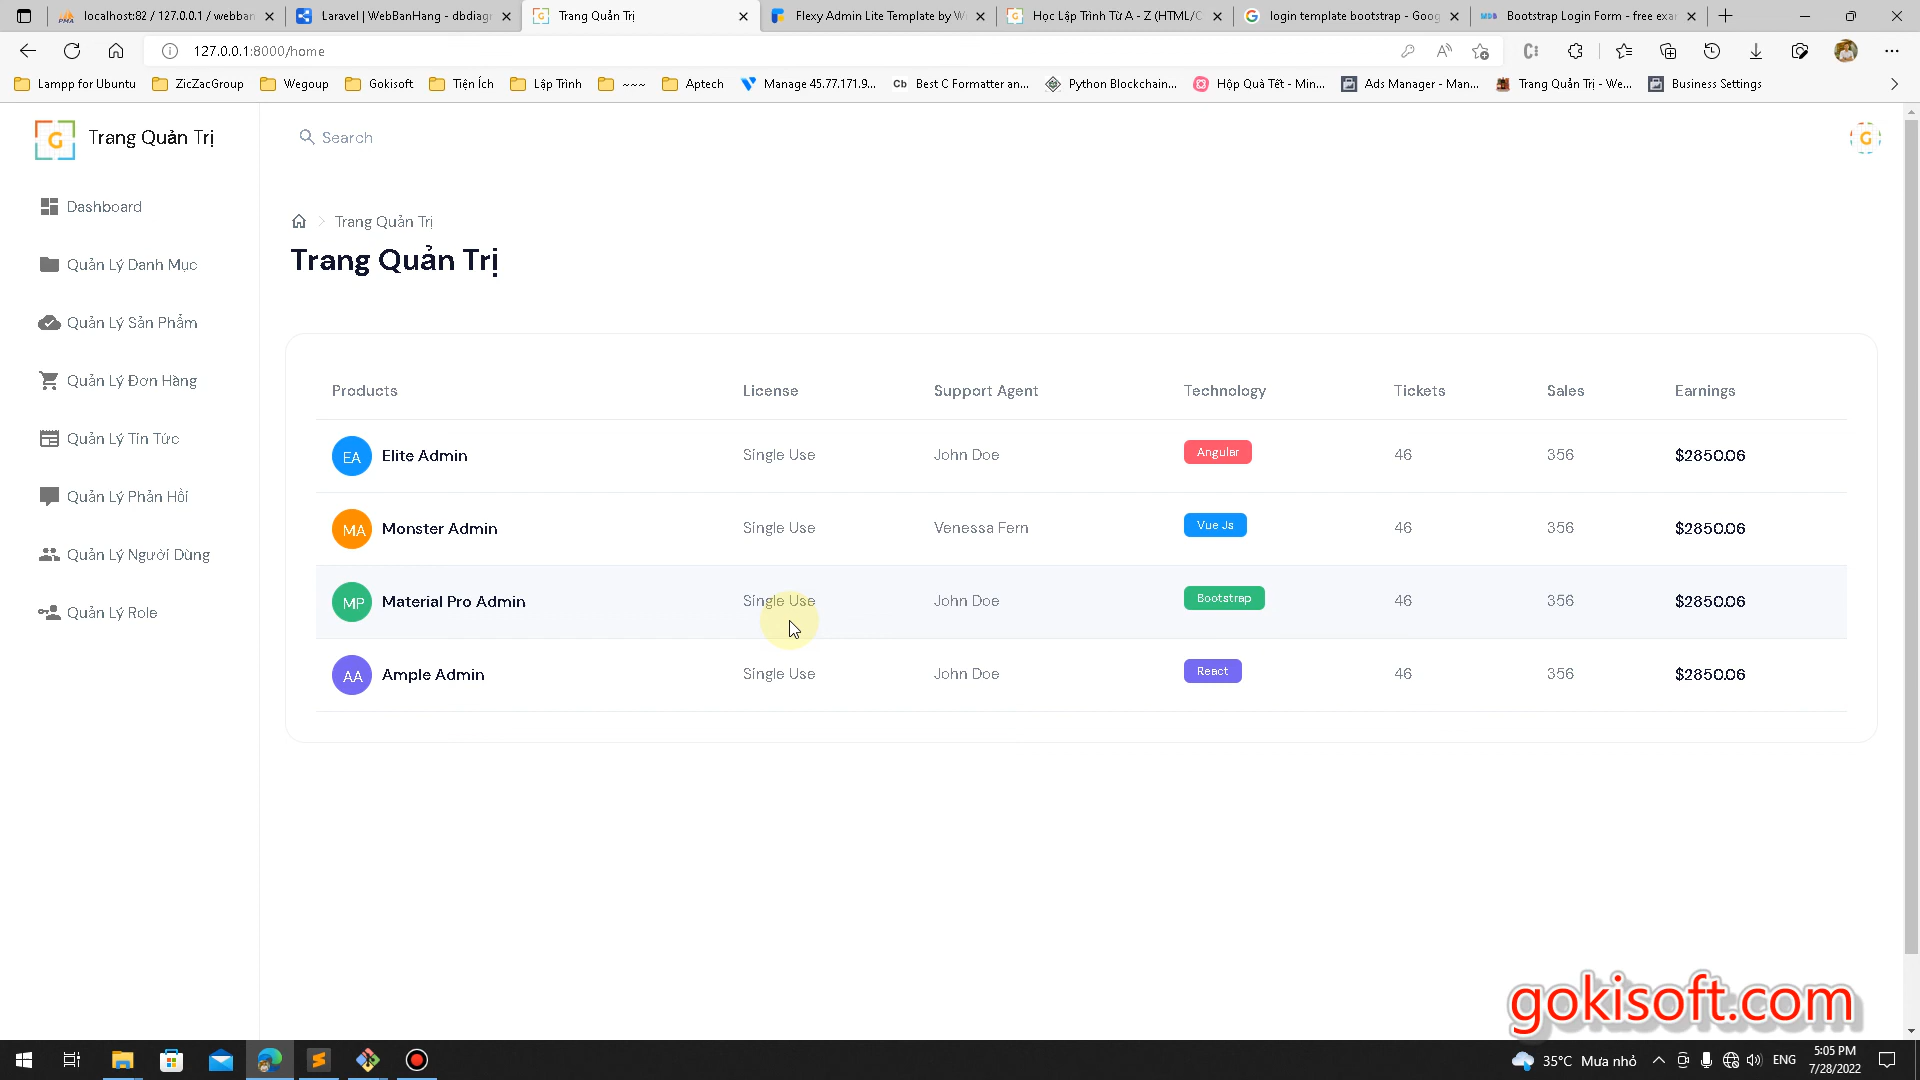 localhost:82 / 127.0.0.1 / webban
Laravel | WebBanHang - dbdiagr
Trang Quản Trị
Flexy Admin Lite Template by W
Học Lập Trình Từ A - Z (HTML/C
login template bootstrap - Goog
Bootstrap Login Form - free exa
127.0.0.1:8000/home
Lampp for Ubuntu
ZicZacGroup
Wegoup
Gokisoft
Tiện Ích
Lập Trình
~~~
Aptech
Manage 45.77.171.9...
Cb Best C Formatter an...
Python Blockchain...
Hộp Quà Tết - Min...
Ads Manager - Man...
Trang Quản Trị - We...
Business Settings
G Trang Quản Trị
Search
G
Dashboard
Quản Lý Danh Mục
Quản Lý Sản Phẩm
Quản Lý Đơn Hàng
Quản Lý Tin Tức
Quản Lý Phản Hồi
Quản Lý Người Dùng
Quản Lý Role
Trang Quản Trị
Trang Quản Trị
Products License Support Agent Technology Tickets Sales Earnings
EA Elite Admin Single Use John Doe Angular 46 356 $2850.06
MA Monster Admin Single Use Venessa Fern Vue Js 46 356 $2850.06
MP Material Pro Admin Single Use John Doe Bootstrap 46 356 $2850.06
AA Ample Admin Single Use John Doe React 46 356 $2850.06
gokisoft.com
35°C Mưa nhỏ
ENG
5:05 PM
7/28/2022